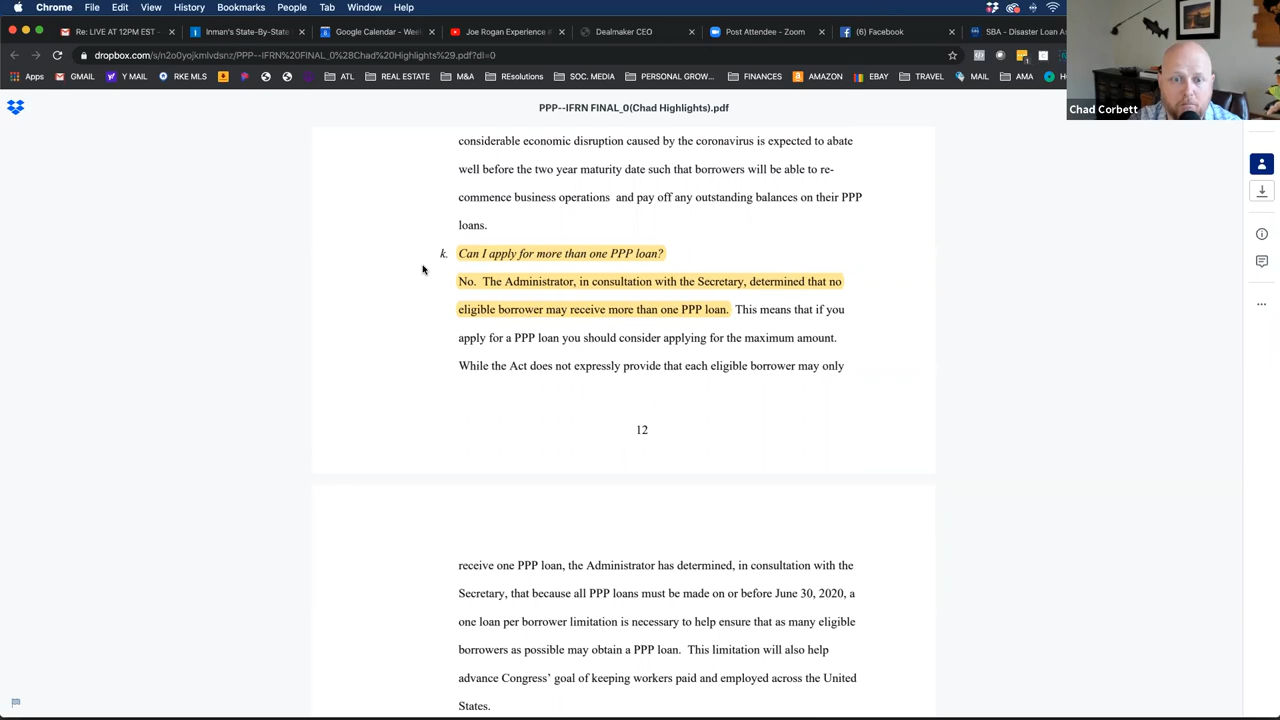 Chrome File Edit View History Bookmarks People Tab Window Help
Re: LIVE AT 12PM EST -
Inman's State-By-State
Google Calendar - Wee
Joe Rogan Experience
Dealmaker CEO
Post Attendee - Zoom
(6) Facebook
SBA - Disaster Loan As
dropbox.com/s/n2o0yojkmlvdsnz/PPP--IFRN%20FINAL_0%28Chad%20Highlights%29.pdf?dl=0
Apps GMAIL Y MAIL RKE MLS ATL REAL ESTATE M&A REsolutions SOC. MEDIA PERSONAL GROW... FINANCES AMAZON EBAY TRAVEL MAIL AMA
Chad Corbett
PPP--IFRN FINAL_0(Chad Highlights).pdf
considerable economic disruption caused by the coronavirus is expected to abate
well before the two year maturity date such that borrowers will be able to re-
commence business operations and pay off any outstanding balances on their PPP
loans.
k. Can I apply for more than one PPP loan?
No. The Administrator, in consultation with the Secretary, determined that no
eligible borrower may receive more than one PPP loan. This means that if you
apply for a PPP loan you should consider applying for the maximum amount.
While the Act does not expressly provide that each eligible borrower may only
12
receive one PPP loan, the Administrator has determined, in consultation with the
Secretary, that because all PPP loans must be made on or before June 30, 2020, a
one loan per borrower limitation is necessary to help ensure that as many eligible
borrowers as possible may obtain a PPP loan. This limitation will also help
advance Congress' goal of keeping workers paid and employed across the United
States.